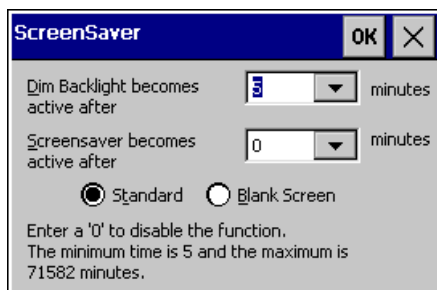 ScreenSaver OK
Dim Backlight becomes 5 minutes
active after
Screensaver becomes 0 minutes
active after
Standard Blank Screen
Enter a '0' to disable the function.
The minimum time is 5 and the maximum is
71582 minutes.